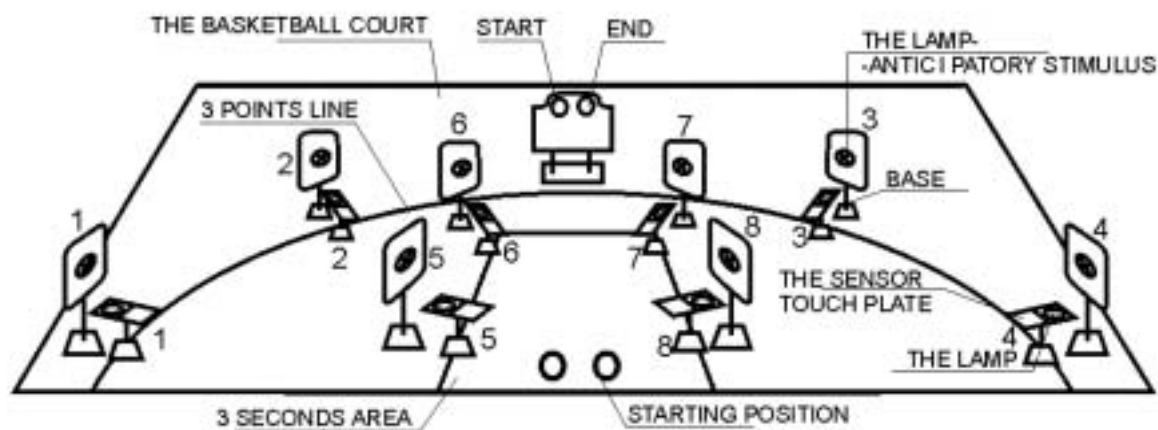 THE BASKETBALL COURT
START
END
THE LAMP-
-ANTICIPATORY STIMULUS
3 POINTS LINE
6
7
3
2
BASE
1
8
4
5
2
6
7
3
THE SENSOR
TOUCH PLATE
1
5
8
4
THE LAMP
3 SECONDS AREA
STARTING POSITION